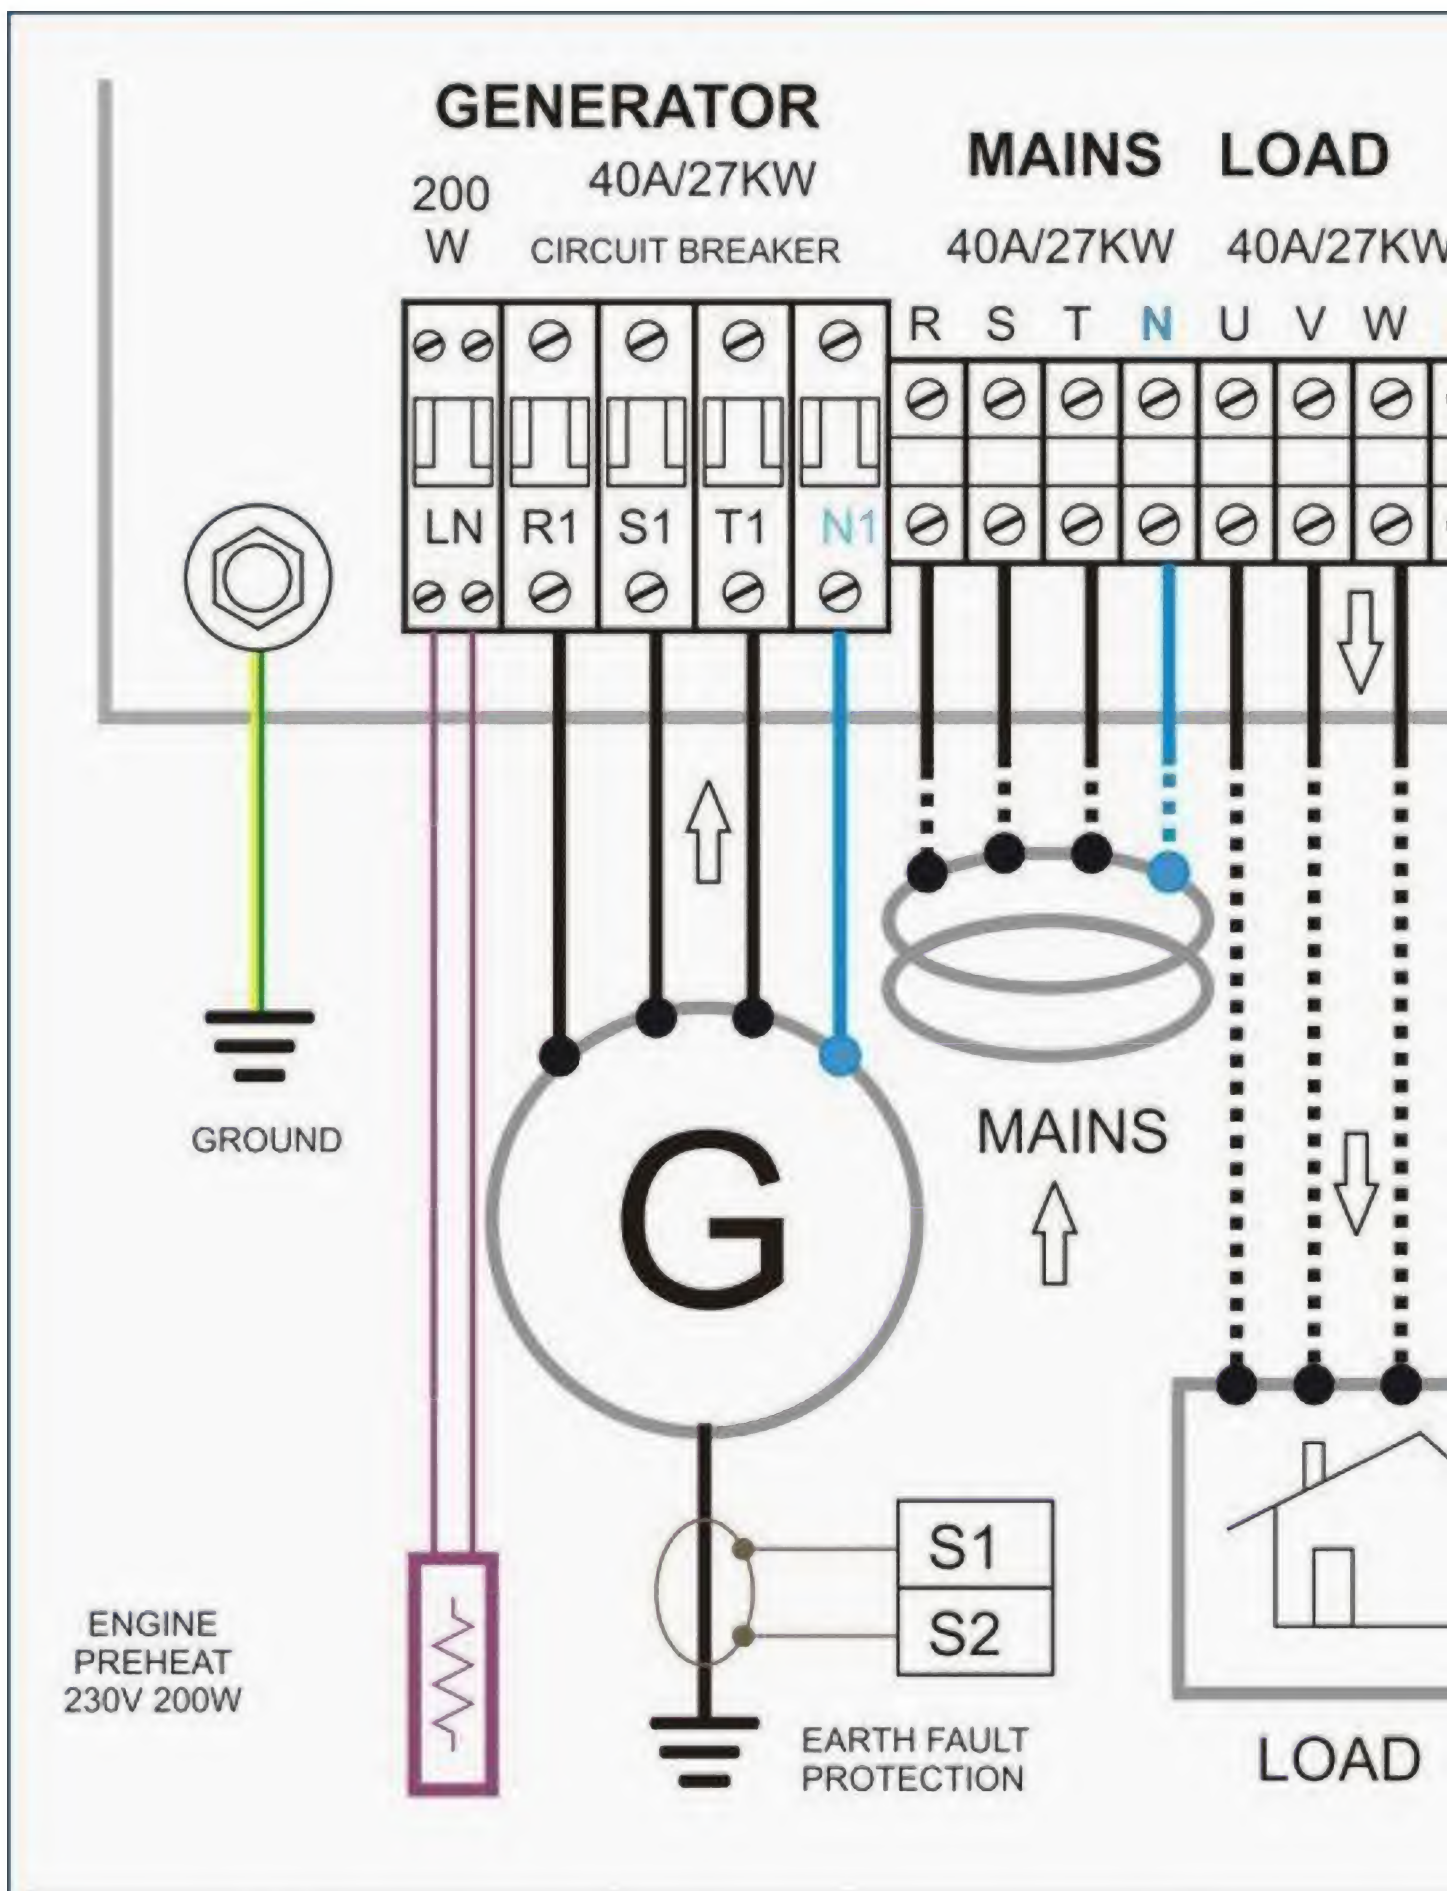 GENERATOR
MAINS LOAD
200
W
40A/27KW
CIRCUIT BREAKER
40A/27KW 40A/27KW
R S T N U V W
LN R1 S1 T1 N1
GROUND
MAINS
G
S1
S2
ENGINE
PREHEAT
230V 200W
EARTH FAULT
PROTECTION
LOAD